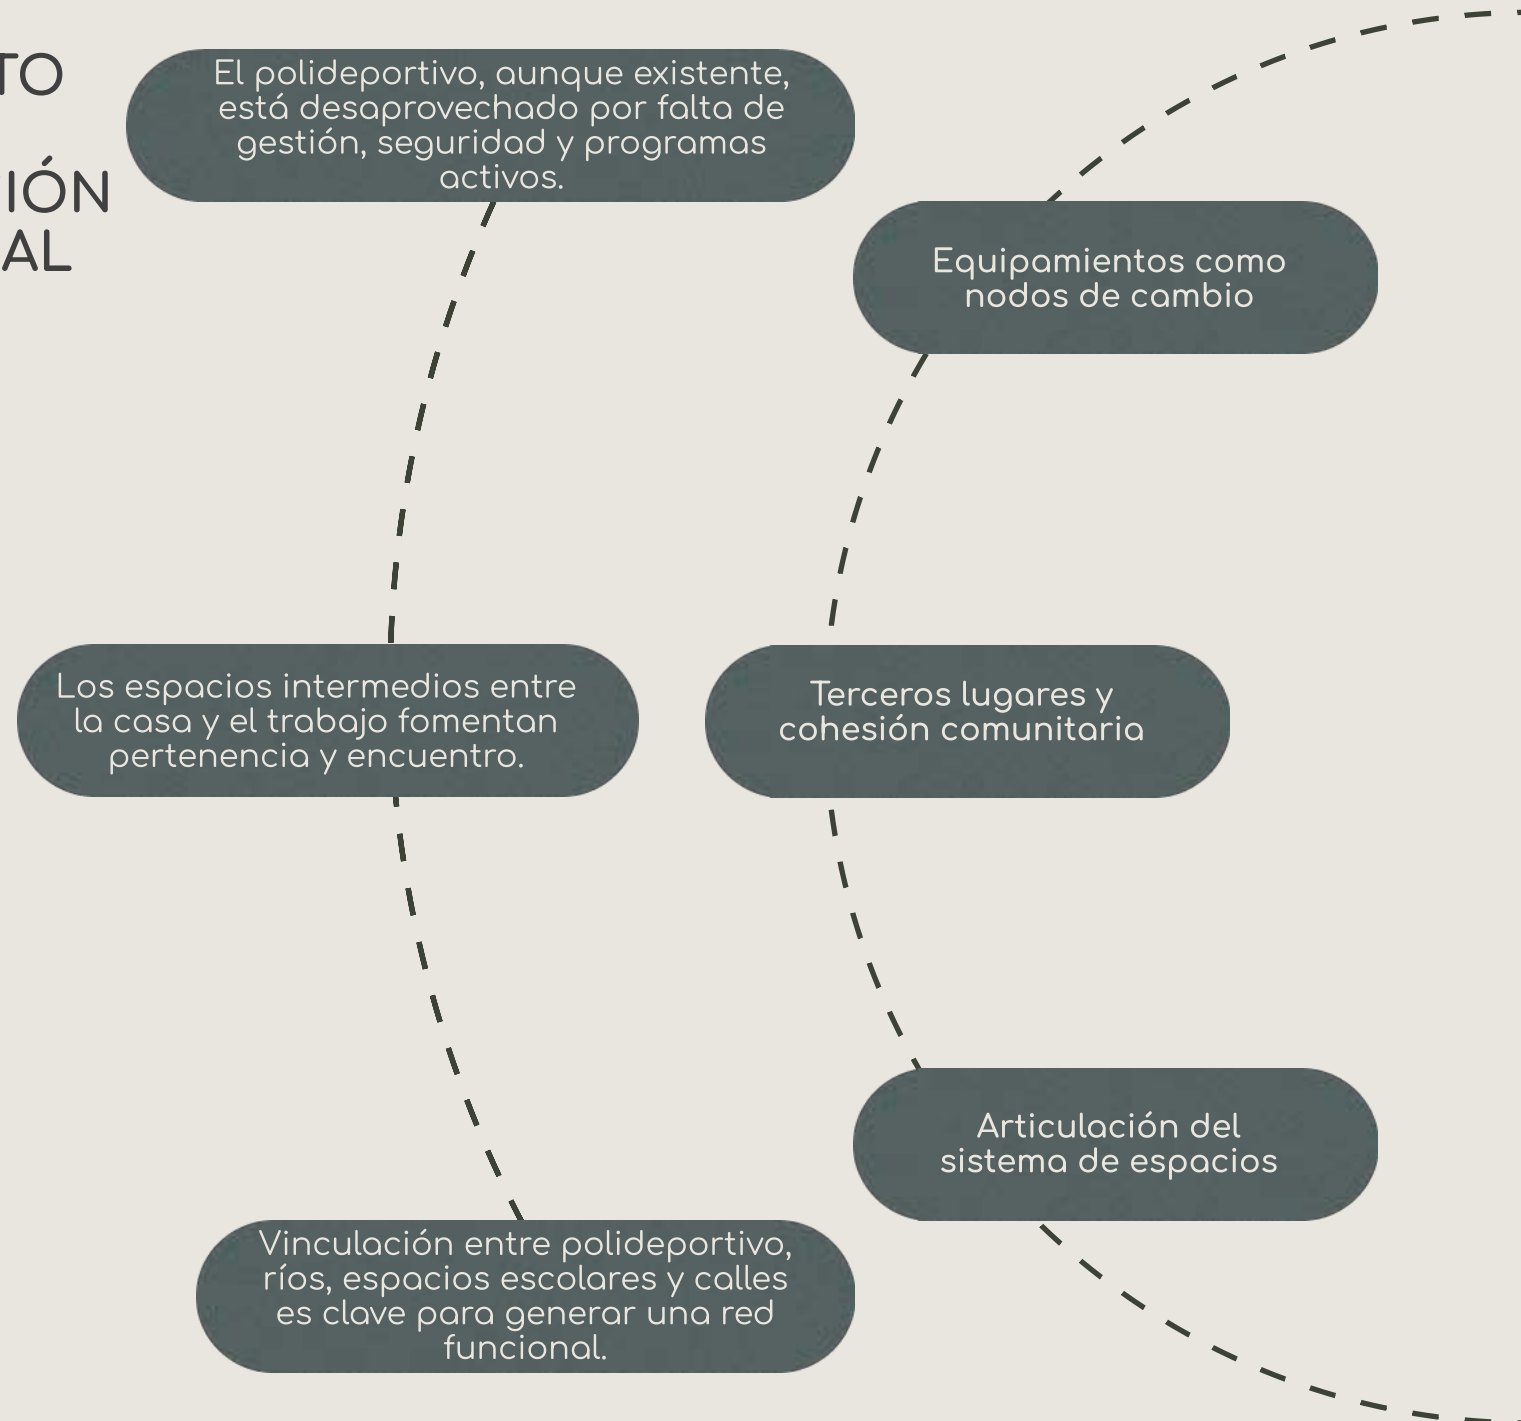 TO
IÓN
AL
El polideportivo, aunque existente,
está desaprovechado por falta de
gestión, seguridad y programas
activos.
Equipamientos como
nodos de cambio
Los espacios intermedios entre
la casa y el trabajo fomentan
pertenencia y encuentro.
Terceros lugares y
cohesión comunitaria
Articulación del
sistema de espacios
Vinculación entre polideportivo,
ríos, espacios escolares y calles
es clave para generar una red
funcional.